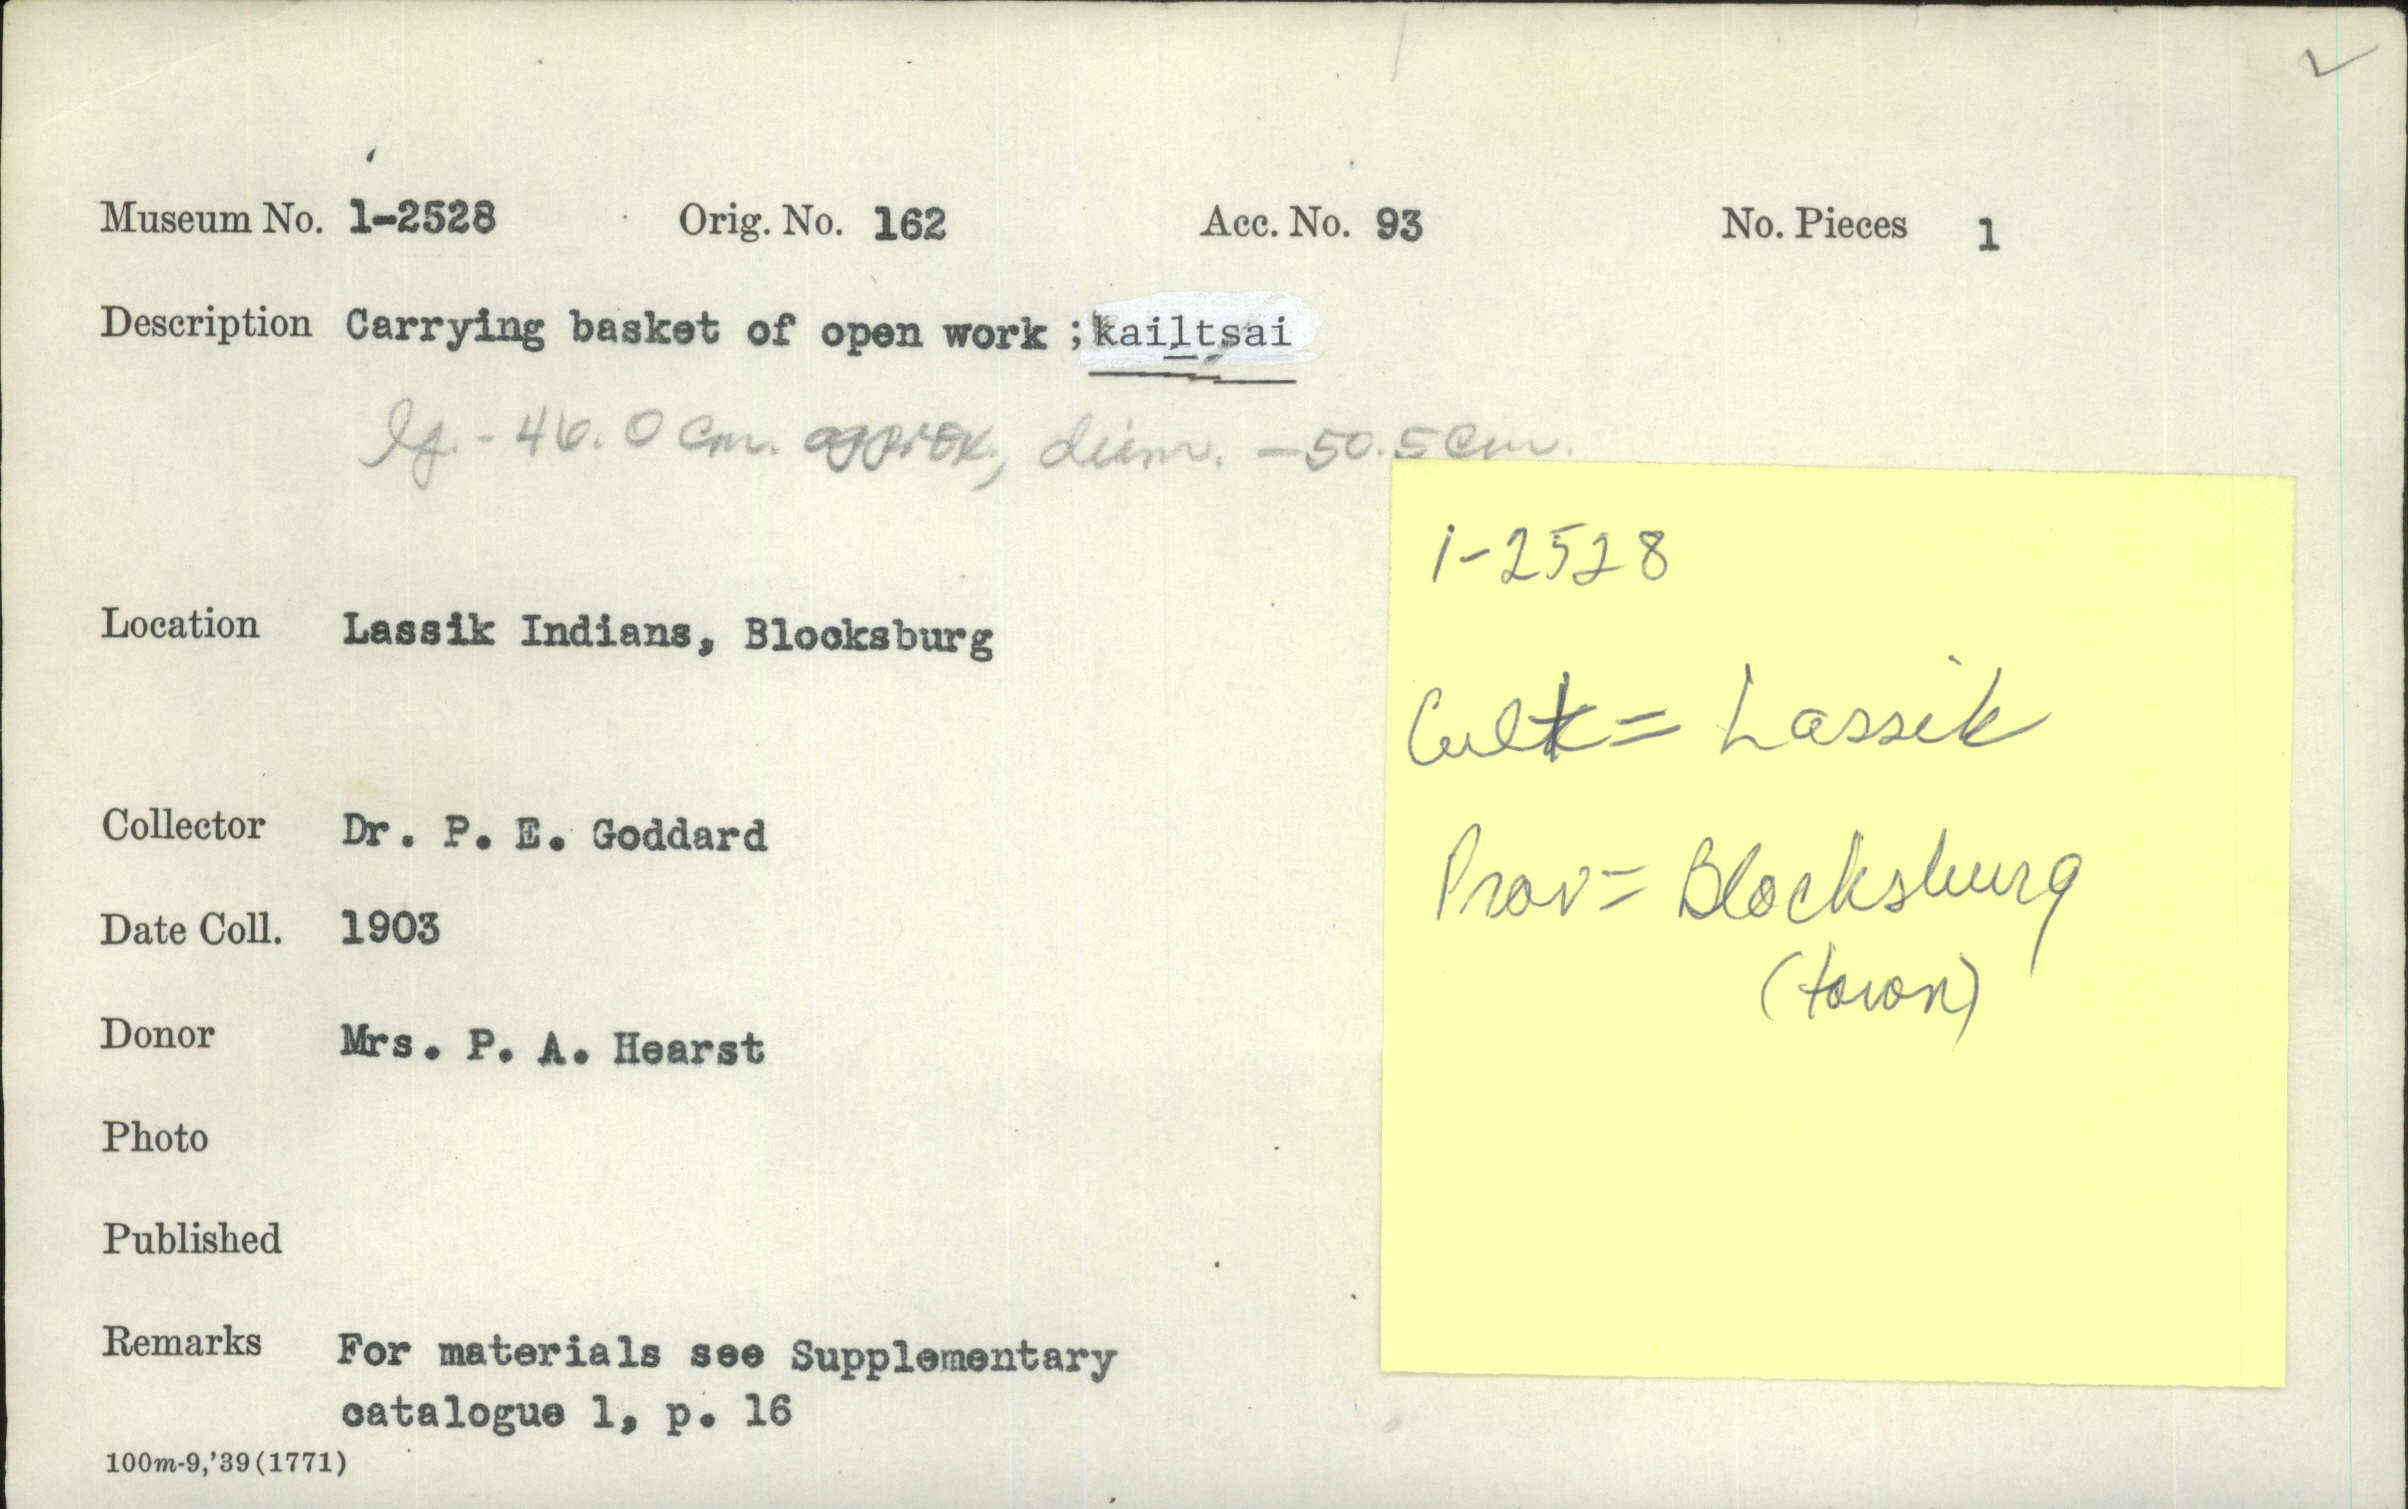 Museum No. 1-2528 Orig. No. 162 Acc. No. 93 No. Pieces 1
Description Carrying basket of open work ; kailtsai
lg. - 46.0 cm. approx., diam. - 50.5 cm.
1-2528
Location Lassik Indians, Blocksburg
Cult = Lassik
Collector Dr. P. E. Goddard
Prov = Blocksburg
(town)
Date Coll. 1903
Donor Mrs. P. A. Hearst
Photo
Published
Remarks For materials see Supplementary
catalogue 1, p. 16
100m-9,'39(1771)